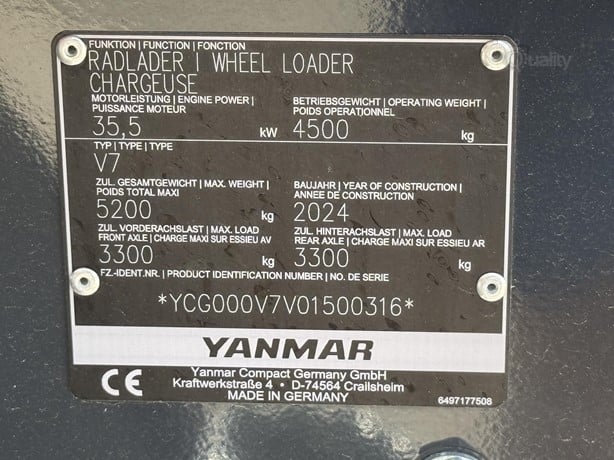 FUNKTION | FUNCTION | FONCTION
RADLADER | WHEEL LOADER
CHARGEUSE
MOTORLEISTUNG | ENGINE POWER |
PUISSANCE MOTEUR
35,5 kW
BETRIEBSGEWICHT | OPERATING WEIGHT |
POIDS OPERATIONNEL
4500 kg
TYP | TYPE | TYPE
V7
ZUL. GESAMTGEWICHT | MAX. WEIGHT |
POIDS TOTAL MAXI
5200 kg
BAUJAHR | YEAR OF CONSTRUCTION |
ANNEE DE CONSTRUCTION
2024
ZUL. VORDERACHSLAST | MAX. LOAD
FRONT AXLE | CHARGE MAXI SUR ESSIEU AV
3300 kg
ZUL. HINTERACHSLAST | MAX. LOAD
REAR AXLE | CHARGE MAXI SUR ESSIEU AR
3300 kg
FZ.-IDENT.NR. | PRODUCT IDENTIFICATION NUMBER | NO. DE SERIE
*YCG000V7V01500316*
YANMAR
CE
Yanmar Compact Germany GmbH
Kraftwerkstraße 4 • D-74564 Crailsheim
MADE IN GERMANY
6497177508